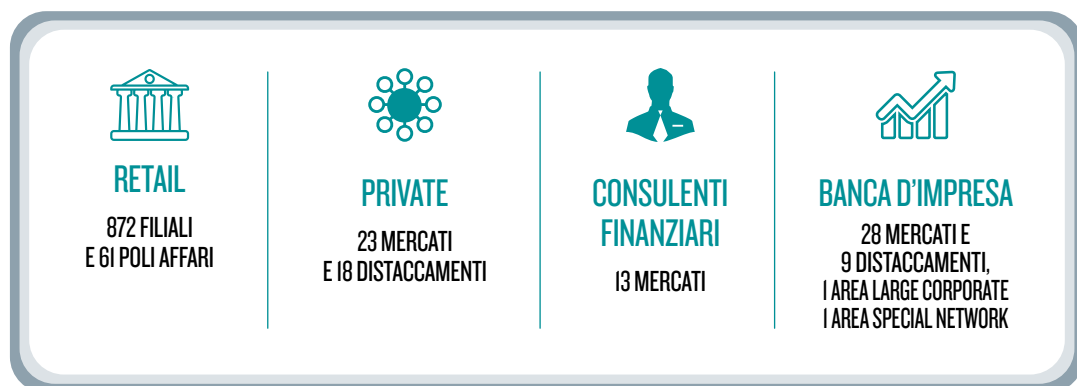 RETAIL
872 FILIALI
E 61 POLI AFFARI
PRIVATE
23 MERCATI
E 18 DISTACCAMENTI
CONSULENTI
FINANZIARI
13 MERCATI
BANCA D'IMPRESA
28 MERCATI E
9 DISTACCAMENTI,
1 AREA LARGE CORPORATE
1 AREA SPECIAL NETWORK